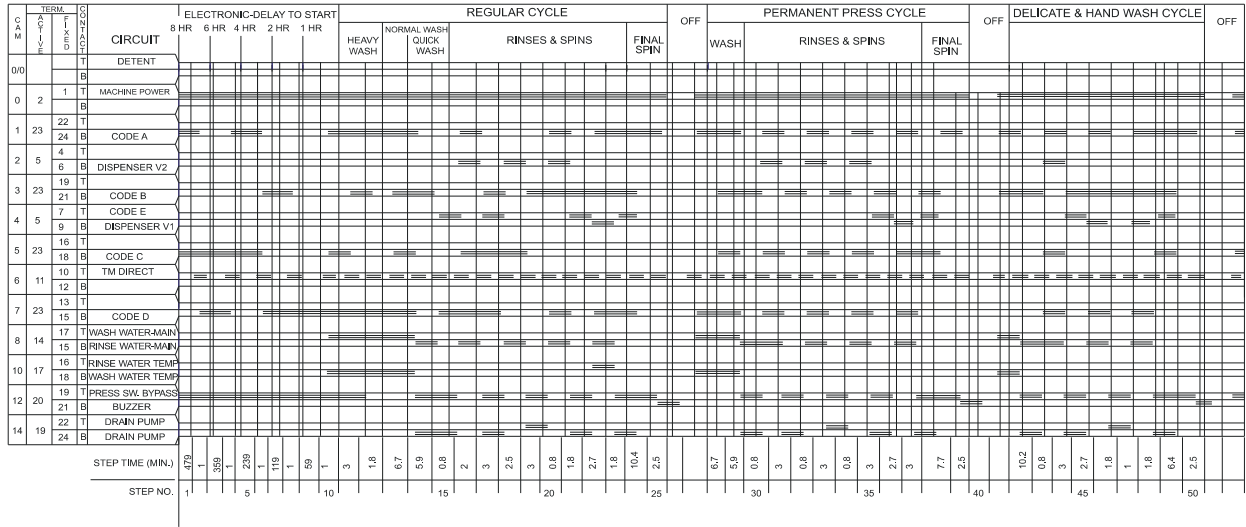 CAM TERM. CONTACT ELECTRONIC-DELAY TO START REGULAR CYCLE OFF PERMANENT PRESS CYCLE OFF DELICATE & HAND WASH CYCLE OFF
ACTIVE FIXED CIRCUIT 8 HR 6 HR 4 HR 2 HR 1 HR
HEAVY WASH NORMAL WASH QUICK WASH RINSES & SPINS FINAL SPIN WASH RINSES & SPINS FINAL SPIN
0/0 T DETENT
B
0 2 1 T MACHINE POWER
B
1 23 22 T
24 B CODE A
2 5 4 T
6 B DISPENSER V2
3 23 19 T
21 B CODE B
4 5 7 T CODE E
9 B DISPENSER V1
5 23 16 T
18 B CODE C
6 11 10 T TM DIRECT
12 B
7 23 13 T
15 B CODE D
8 14 17 T WASH WATER-MAIN
15 B RINSE WATER-MAIN
10 17 16 T RINSE WATER TEMP
18 B WASH WATER TEMP
12 20 19 T PRESS SW. BYPASS
21 B BUZZER
14 19 22 T DRAIN PUMP
24 B DRAIN PUMP
STEP TIME (MIN.) 479 1 359 1 239 1 119 1 59 1 3 1.8 6.7 5.9 0.8 2 3 2.5 3 0.8 1.8 2.7 1.8 10.4 2.5 6.7 5.9 0.8 3 0.8 3 0.8 3 2.7 3 7.7 2.5 10.2 0.8 3 2.7 1.8 1 1.8 6.4 2.5
STEP NO. 1 5 10 15 20 25 30 35 40 45 50